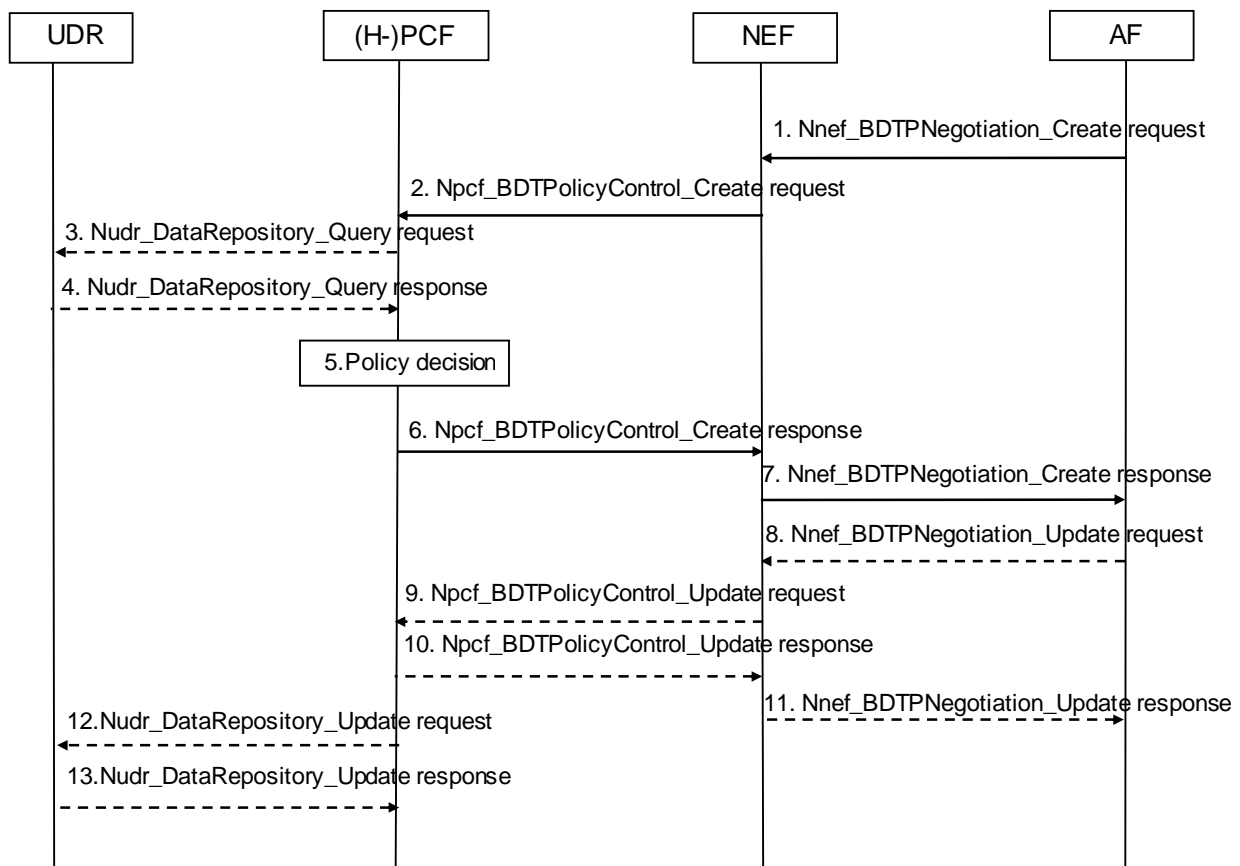 UDR
(H-)PCF
NEF
AF
1. Nnef_BDTPNegotiation_Create request
2. Npcf_BDTPolicyControl_Create request
3. Nudr_DataRepository_Query request
4. Nudr_DataRepository_Query response
5.Policy decision
6. Npcf_BDTPolicyControl_Create response
7. Nnef_BDTPNegotiation_Create response
8. Nnef_BDTPNegotiation_Update request
9. Npcf_BDTPolicyControl_Update request
10. Npcf_BDTPolicyControl_Update response
11. Nnef_BDTPNegotiation_Update response
12.Nudr_DataRepository_Update request
13.Nudr_DataRepository_Update response